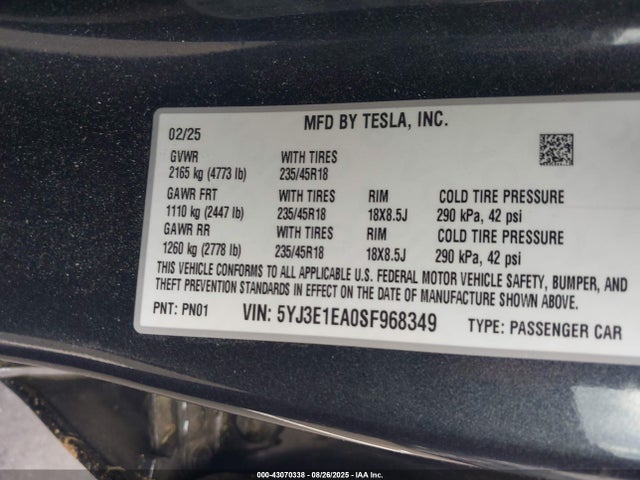 MFD BY TESLA, INC.
02/25
GVWR WITH TIRES
2165 kg (4773 lb) 235/45R18
GAWR FRT WITH TIRES RIM COLD TIRE PRESSURE
1110 kg (2447 lb) 235/45R18 18X8.5J 290 kPa, 42 psi
GAWR RR WITH TIRES RIM COLD TIRE PRESSURE
1260 kg (2778 lb) 235/45R18 18X8.5J 290 kPa, 42 psi
THIS VEHICLE CONFORMS TO ALL APPLICABLE U.S. FEDERAL MOTOR VEHICLE SAFETY, BUMPER, AND
THEFT PREVENTION STANDARDS IN EFFECT ON THE DATE OF MANUFACTURE SHOWN ABOVE.
PNT: PN01 VIN: 5YJ3E1EA0SF968349 TYPE: PASSENGER CAR
000-43070338 - 08/26/2025 - IAAI, Inc.